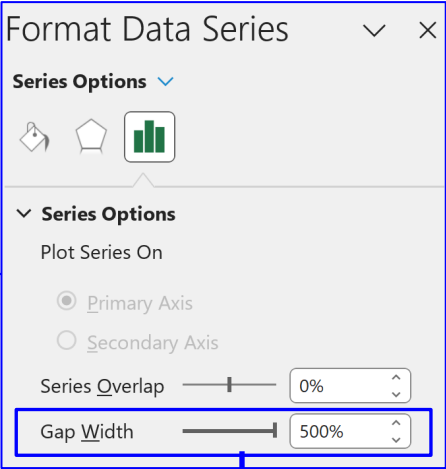 Format Data Series
Series Options
Series Options
Plot Series On
Primary Axis
Secondary Axis
Series Overlap 0%
Gap Width 500%